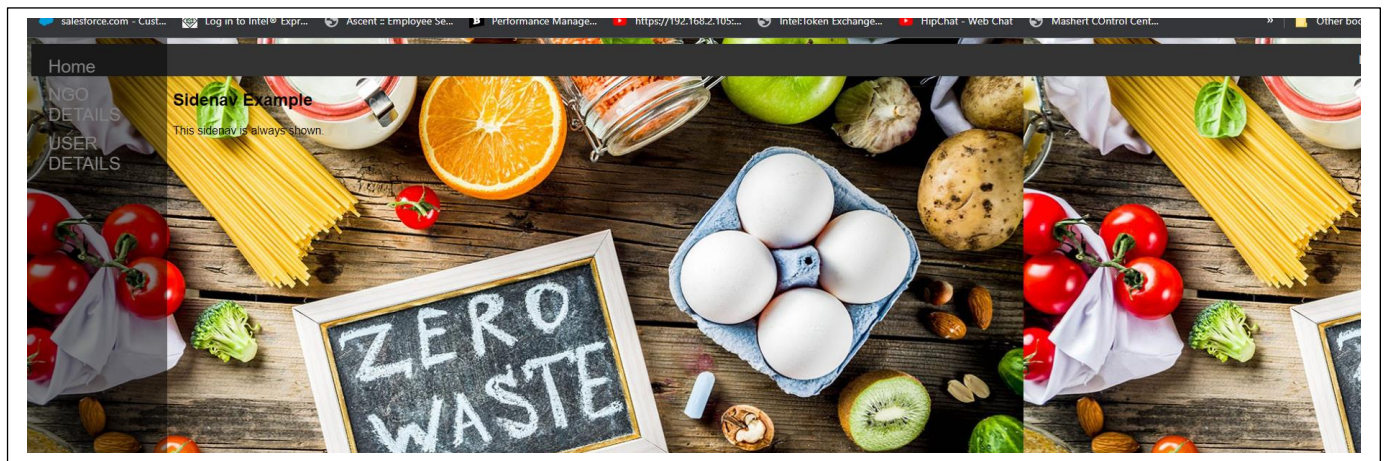 salesforce.com - Cust... Log in to Intel® Expr... Ascent :: Employee Se... Performance Manage... https://192.168.2.105:... Intel:Ioken Exchange... HipChat - Web Chat Mashert COntrol Cent... » Other boo
Home
NGO
DETAILS
USER
DETAILS
Sidenav Example
This sidenav is always shown.
ZERO
WASTE